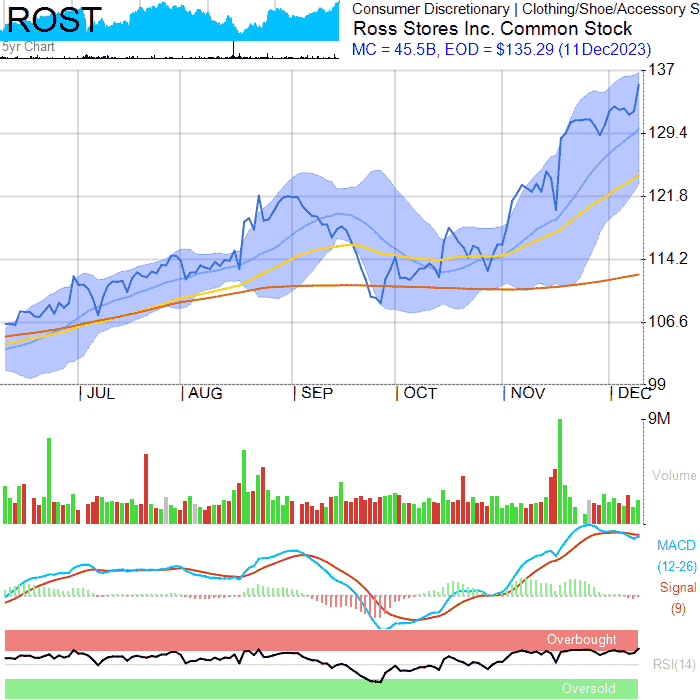 ROST
5yr Chart
Consumer Discretionary | Clothing/Shoe/Accessory S
Ross Stores Inc. Common Stock
MC = 45.5B, EOD = $135.29 (11Dec2023)
137
129.4
121.8
114.2
106.6
99
| JUL
| AUG
| SEP
| OCT
| NOV
| DEC
9M
Volume
MACD
(12-26)
Signal
(9)
Overbought
RSI(14)
Oversold